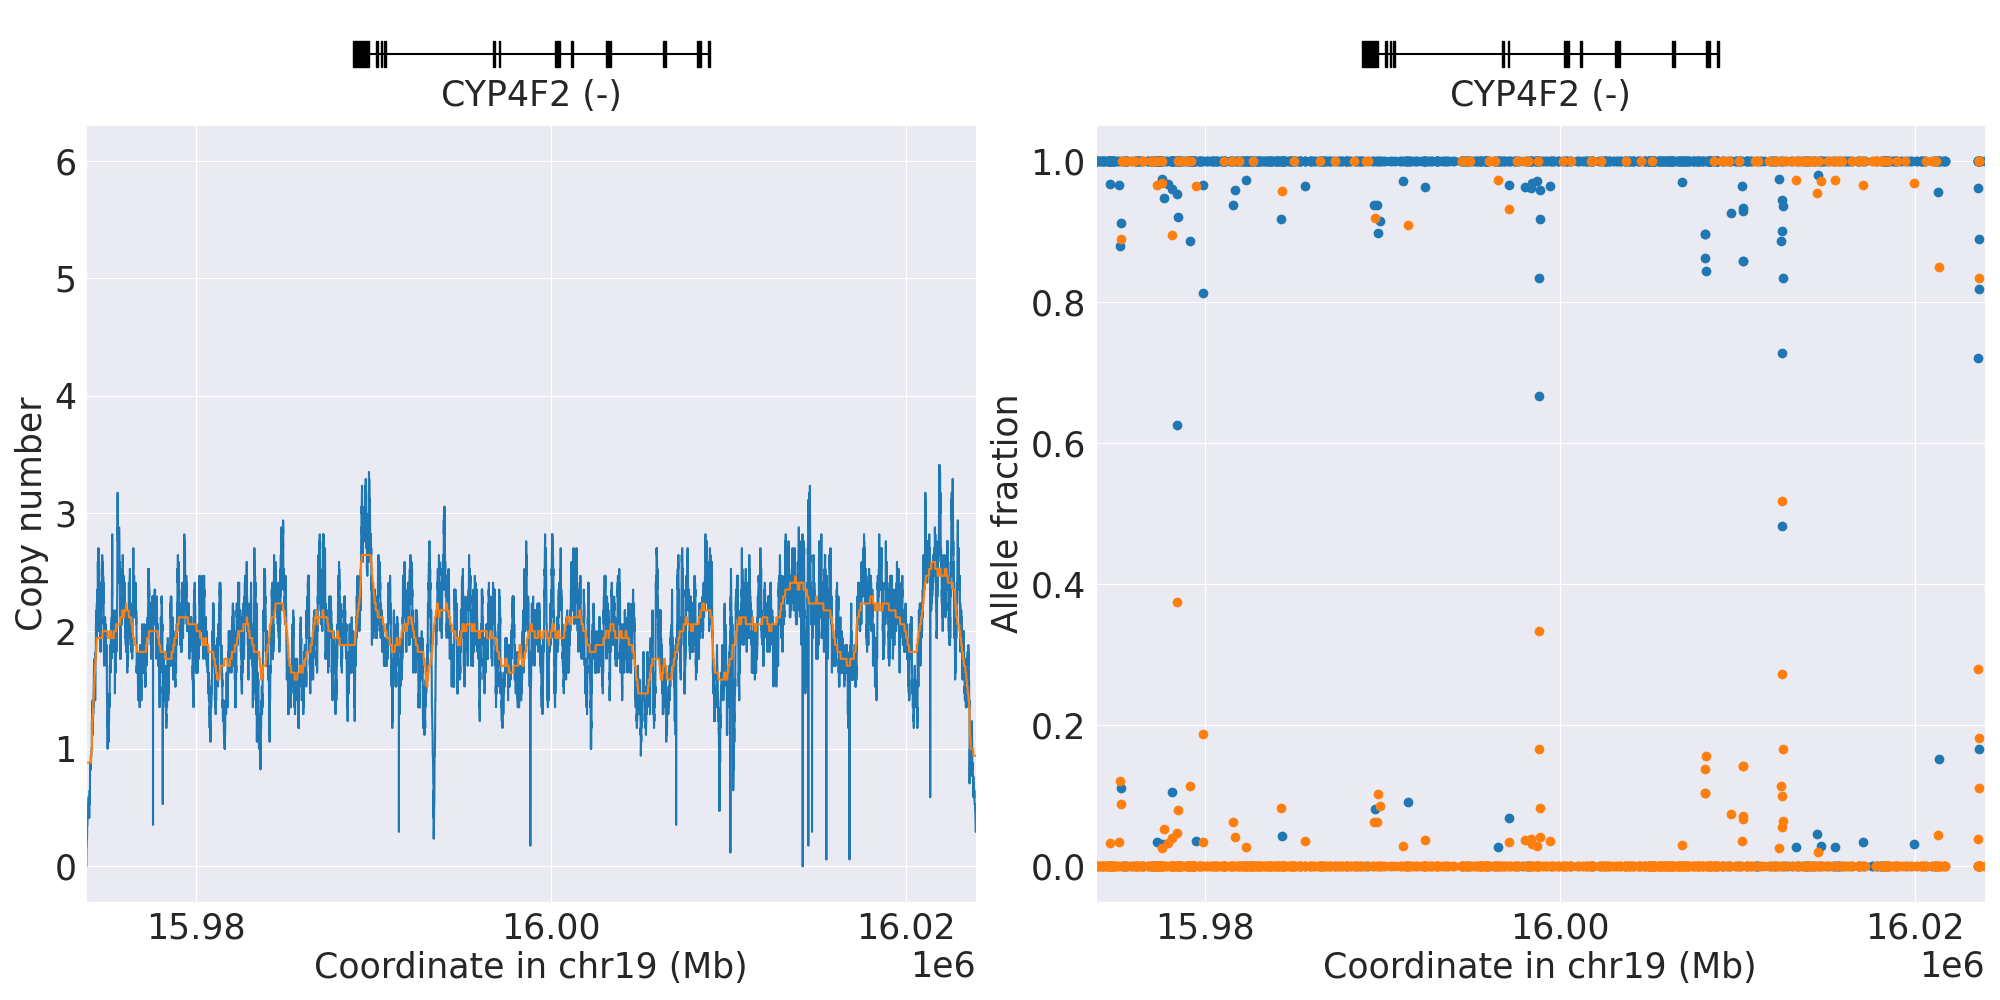 CYP4F2 (-)
CYP4F2 (-)
Copy number
6
5
4
3
2
1
0
15.98
16.00
16.02
Coordinate in chr19 (Mb)
1e6
Allele fraction
1.0
0.8
0.6
0.4
0.2
0.0
15.98
16.00
16.02
Coordinate in chr19 (Mb)
1e6